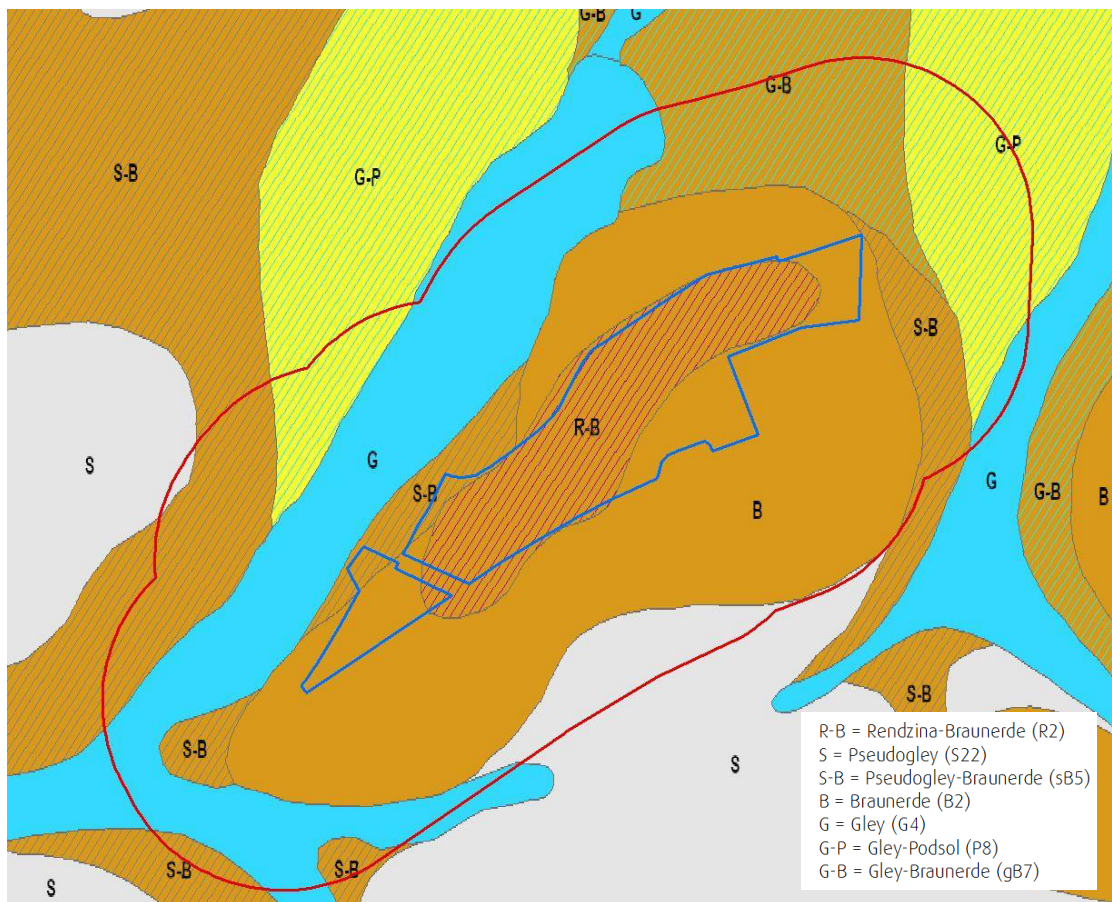 G-B
G
G-B
G-P
S-B
G-P
S-B
R-B
S
G
S-B
G
G-B
B
B
S-B
S-B
S
S-B
S-B
S
R-B = Rendzina-Braunerde (R2)
S = Pseudogley (S22)
S-B = Pseudogley-Braunerde (sB5)
B = Braunerde (B2)
G = Gley (G4)
G-P = Gley-Podsol (P8)
G-B = Gley-Braunerde (gB7)